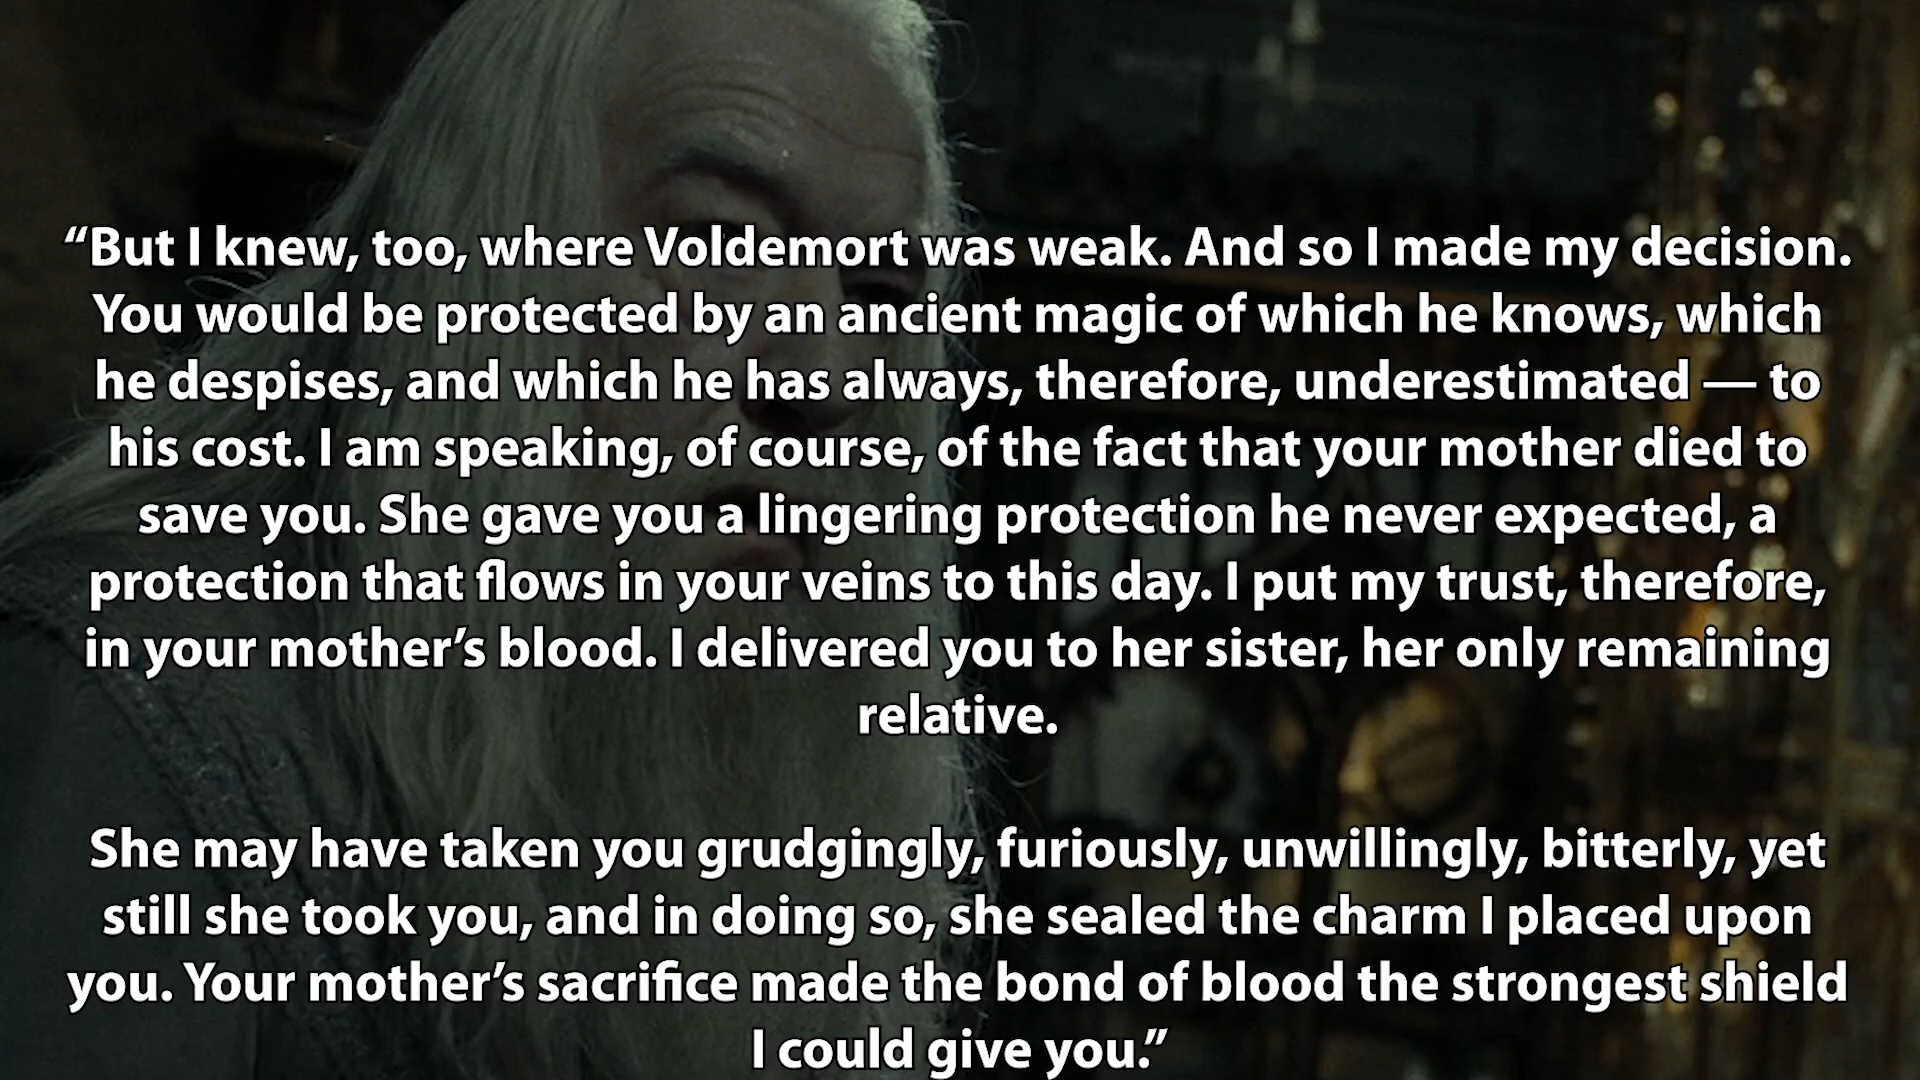 “But I knew, too, where Voldemort was weak. And so I made my decision.
You would be protected by an ancient magic of which he knows, which
he despises, and which he has always, therefore, underestimated — to
his cost. I am speaking, of course, of the fact that your mother died to
save you. She gave you a lingering protection he never expected, a
protection that flows in your veins to this day. I put my trust, therefore,
in your mother’s blood. I delivered you to her sister, her only remaining
relative.
She may have taken you grudgingly, furiously, unwillingly, bitterly, yet
still she took you, and in doing so, she sealed the charm I placed upon
you. Your mother’s sacrifice made the bond of blood the strongest shield
I could give you.”